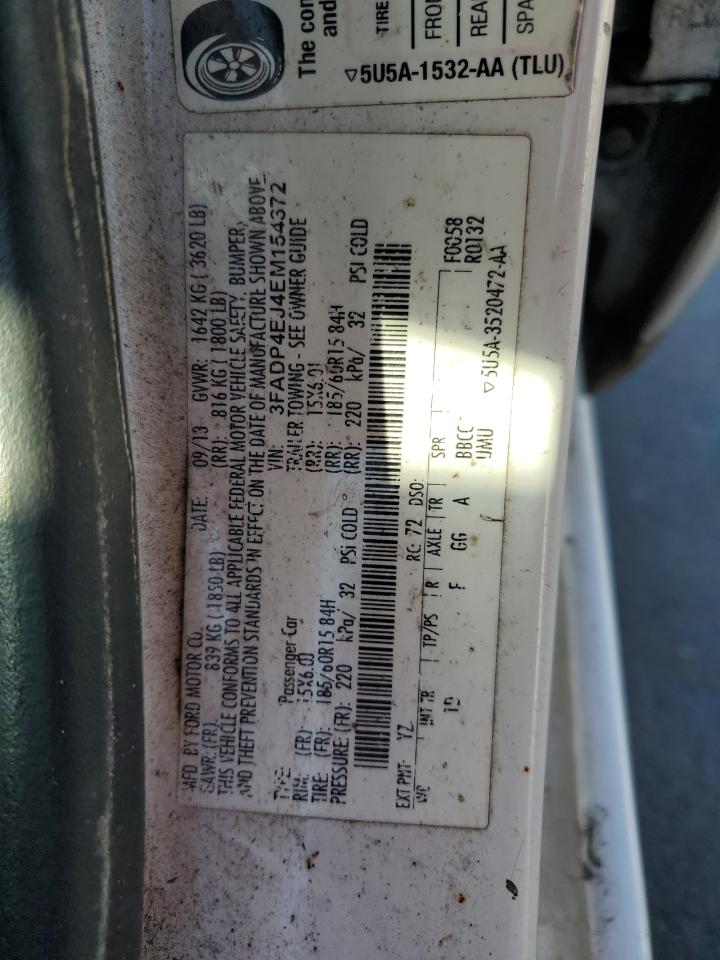 The con
and
TIRE
FRO
REA
SPA
▽5U5A-1532-AA (TLU)
MFD BY FORD MOTOR CO. DATE: 09/13 GVWR: 1642 KG ( 3620 LB)
GAWR: (FR) 839 KG (1850 LB) (RR): 816 KG ( 1800 LB)
THIS VEHICLE CONFORMS TO ALL APPLICABLE FEDERAL MOTOR VEHICLE SAFETY, BUMPER,
AND THEFT PREVENTION STANDARDS IN EFFECT ON THE DATE OF MANUFACTURE SHOWN ABOVE.
VIN: 3FADP4EJ4EM154372
TYPE: Passenger Car TRAILER TOWING - SEE OWNER GUIDE
RIM: (FR): 15X6.0J (RR): 15X6.0J
TIRE: (FR): 185/60R15 84H (RR): 185/60R15 84H
PRESSURE: (FR): 220 kPa/ 32 PSI COLD (RR): 220 kPa/ 32 PSI COLD
EXT PNT: YZ RC: 72 DSO:
WB INT TR TP/PS R AXLE TR SPR F0058
F GG A BBCC R0132
UMU
▽5U5A-3520472-AA